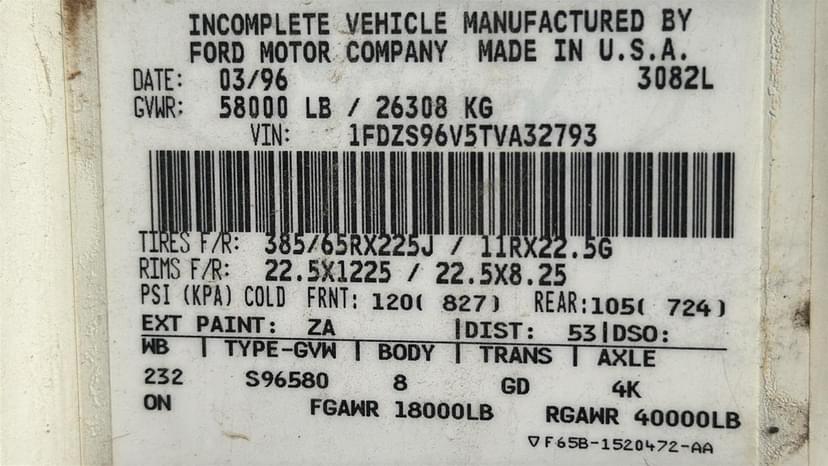 INCOMPLETE VEHICLE MANUFACTURED BY
FORD MOTOR COMPANY MADE IN U.S.A.
DATE: 03/96 3082L
GVWR: 58000 LB / 26308 KG
VIN: 1FDZS96V5TVA32793
TIRES F/R: 385/65RX225J / 11RX22.5G
RIMS F/R: 22.5X1225 / 22.5X8.25
PSI (KPA) COLD FRNT: 120( 827) REAR:105( 724)
EXT PAINT: ZA |DIST: 53|DSO:
WB | TYPE-GVW | BODY | TRANS | AXLE
232 S96580 8 GD 4K
ON FGAWR 18000LB RGAWR 40000LB
▽F65B-1520472-AA